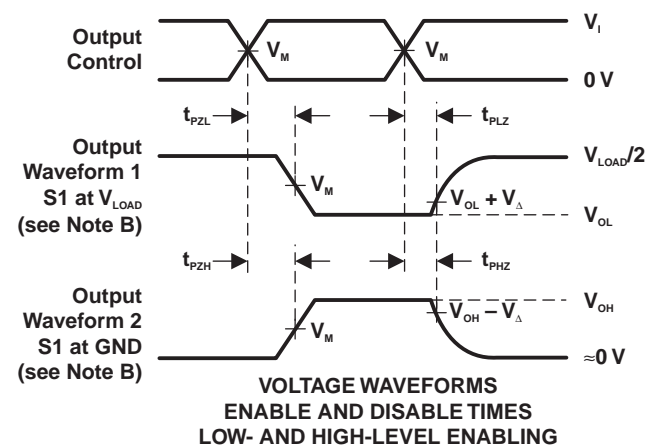 Output
Control
V_M
V_M
V_I
0 V
t_PZL
t_PLZ
Output
Waveform 1
S1 at V_LOAD
(see Note B)
V_M
V_OL + V_Δ
V_LOAD/2
V_OL
t_PZH
t_PHZ
Output
Waveform 2
S1 at GND
(see Note B)
V_M
V_OH − V_Δ
V_OH
≈0 V
VOLTAGE WAVEFORMS
ENABLE AND DISABLE TIMES
LOW- AND HIGH-LEVEL ENABLING